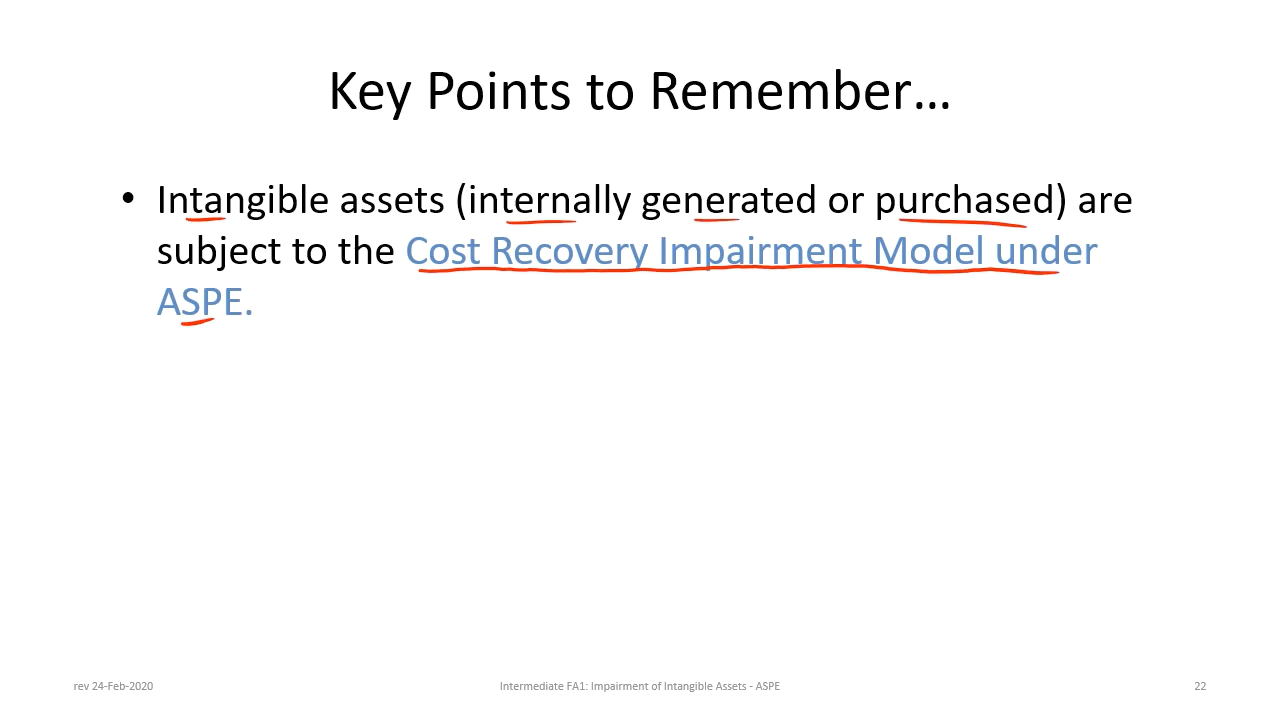 Key Points to Remember…
• Intangible assets (internally generated or purchased) are
subject to the Cost Recovery Impairment Model under
ASPE.
rev 24-Feb-2020
Intermediate FA1: Impairment of Intangible Assets - ASPE
22